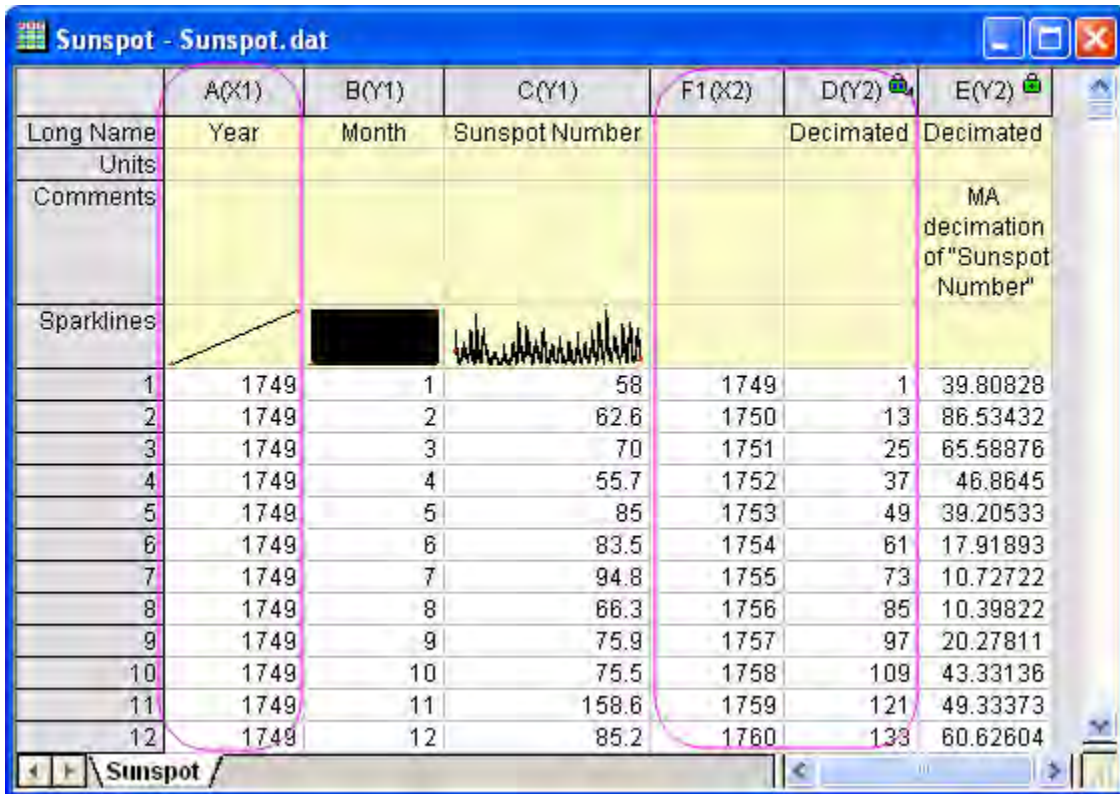 Sunspot - Sunspot.dat
A(X1) B(Y1) C(Y1) F1(X2) D(Y2) E(Y2)
Long Name Year Month Sunspot Number Decimated Decimated
Units
Comments MA
decimation
of "Sunspot
Number"
Sparklines
1 1749 1 58 1749 1 39.80828
2 1749 2 62.6 1750 13 86.53432
3 1749 3 70 1751 25 65.58876
4 1749 4 55.7 1752 37 46.8645
5 1749 5 85 1753 49 39.20533
6 1749 6 83.5 1754 61 17.91893
7 1749 7 94.8 1755 73 10.72722
8 1749 8 66.3 1756 85 10.39822
9 1749 9 75.9 1757 97 20.27811
10 1749 10 75.5 1758 109 43.33136
11 1749 11 158.6 1759 121 49.33373
12 1749 12 85.2 1760 133 60.62604
Sunspot